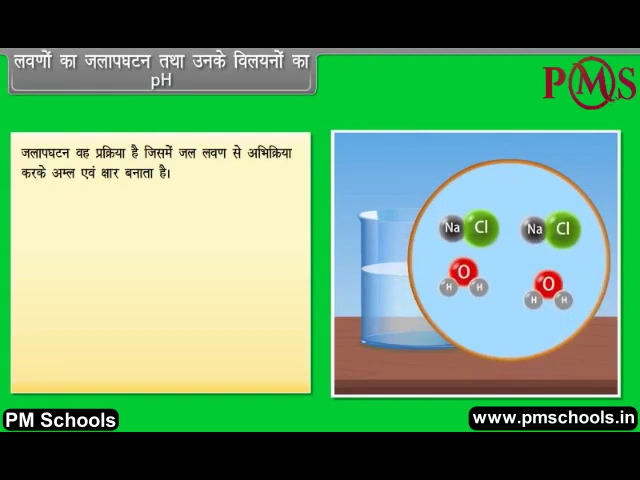 लवणों का जलापघटन तथा उनके विलयनों का
pH
PMS
जलापघटन वह प्रक्रिया है जिसमें जल लवण से अभिक्रिया
करके अम्ल एवं क्षार बनाता है।
Na Cl Na Cl
O O
H H H H
PM Schools
www.pmschools.in